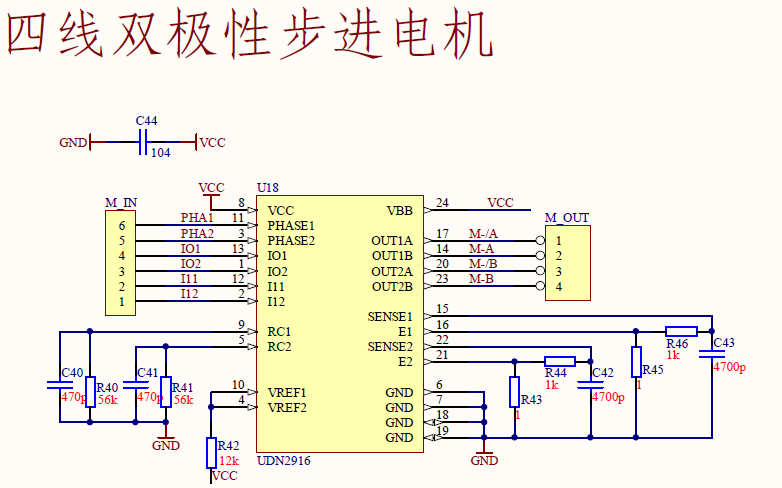 四线双极性步进电机
C44
GND VCC
104
VCC U18
M_IN 8 VCC VBB 24 VCC
6 PHA1 11 PHASE1 M_OUT
5 PHA2 3 PHASE2 OUT1A 17 M-/A 1
4 IO1 13 IO1 OUT1B 14 M-A 2
3 IO2 1 IO2 OUT2A 20 M-/B 3
2 I11 12 I11 OUT2B 23 M-B 4
1 I12 2 I12
SENSE1 15
9 RC1 E1 16
5 RC2 SENSE2 22 R46 C43
E2 21 1k
C40 R40 C41 R41 R44 C42 R45 4700p
470p 56k 470p 56k 1k 4700p 1
10 VREF1 GND 6 R43
4 VREF2 GND 7 1
GND 18
GND R42 GND 19
12k GND
VCC UDN2916